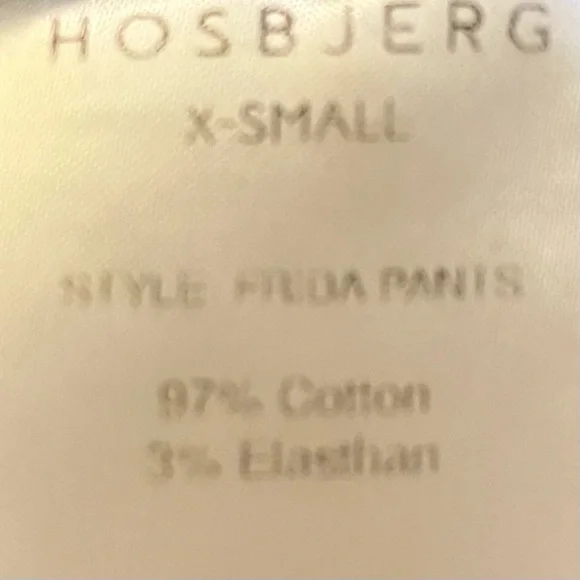 HOSBJERG
X-SMALL
STYLE PANTS
97% Cotton
3% Elasthan